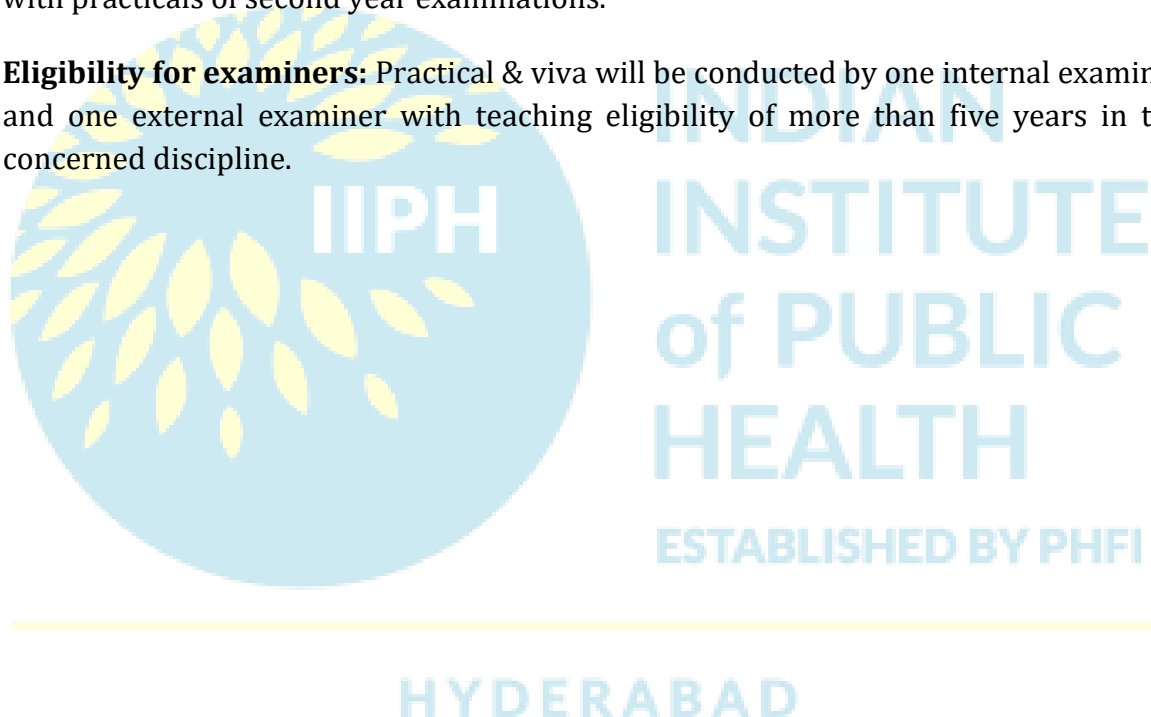 with practicals of second year examinations.
Eligibility for examiners: Practical & viva will be conducted by one internal examin
and one external examiner with teaching eligibility of more than five years in t
concerned discipline.
IIPH
INDIAN
INSTITUTE
of PUBLIC
HEALTH
ESTABLISHED BY PHFI
HYDERABAD